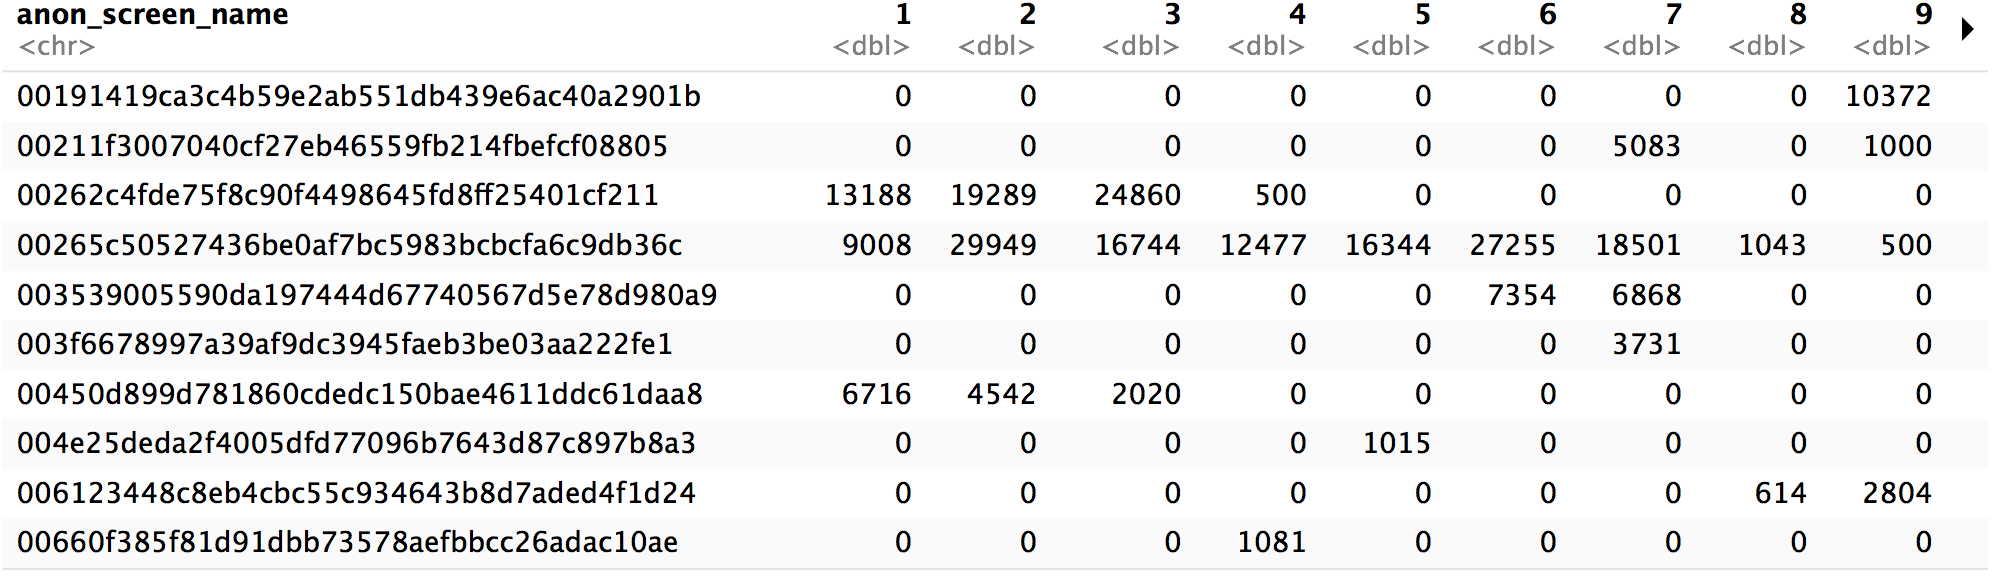 anon_screen_name 1 2 3 4 5 6 7 8 9
<chr> <dbl> <dbl> <dbl> <dbl> <dbl> <dbl> <dbl> <dbl> <dbl>
00191419ca3c4b59e2ab551db439e6ac40a2901b 0 0 0 0 0 0 0 0 10372
00211f3007040cf27eb46559fb214fbefcf08805 0 0 0 0 0 0 5083 0 1000
00262c4fde75f8c90f4498645fd8ff25401cf211 13188 19289 24860 500 0 0 0 0 0
00265c50527436be0af7bc5983bcbcfa6c9db36c 9008 29949 16744 12477 16344 27255 18501 1043 500
003539005590da197444d67740567d5e78d980a9 0 0 0 0 0 7354 6868 0 0
003f6678997a39af9dc3945faeb3be03aa222fe1 0 0 0 0 0 0 3731 0 0
00450d899d781860cdedc150bae4611ddc61daa8 6716 4542 2020 0 0 0 0 0 0
004e25deda2f4005dfd77096b7643d87c897b8a3 0 0 0 0 1015 0 0 0 0
006123448c8eb4cbc55c934643b8d7aded4f1d24 0 0 0 0 0 0 0 614 2804
00660f385f81d91dbb73578aefbbcc26adac10ae 0 0 0 1081 0 0 0 0 0